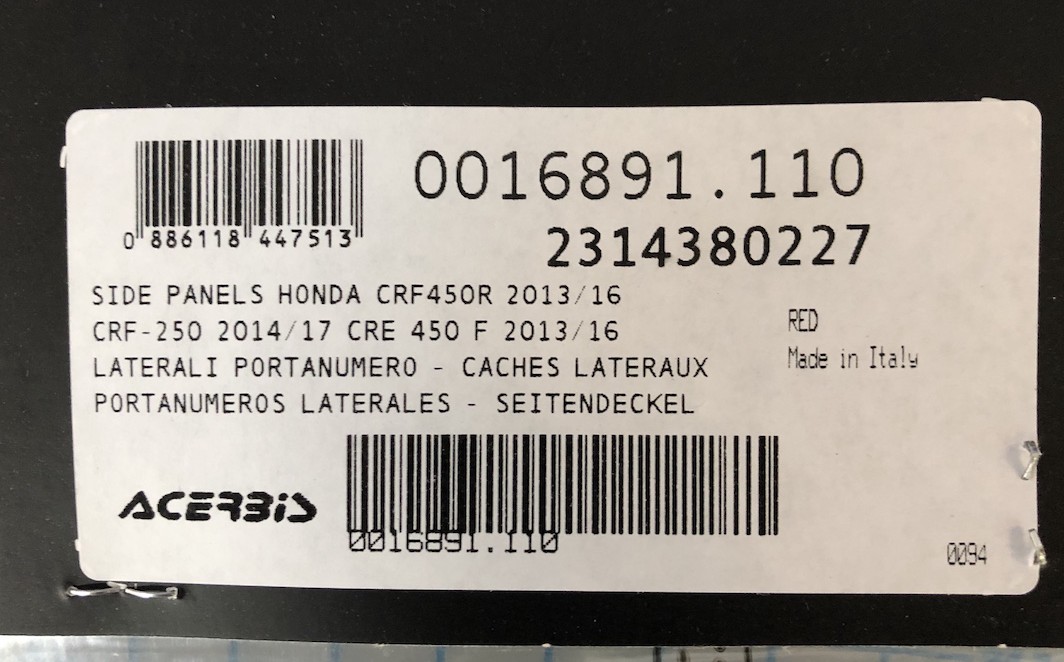 0016891.110
0 886118 447513
2314380227
SIDE PANELS HONDA CRF450R 2013/16
CRF-250 2014/17 CRE 450 F 2013/16
RED
LATERALI PORTANUMERO - CACHES LATERAUX
Made in Italy
PORTANUMEROS LATERALES - SEITENDECKEL
ACERBIS
0016891.110
0094